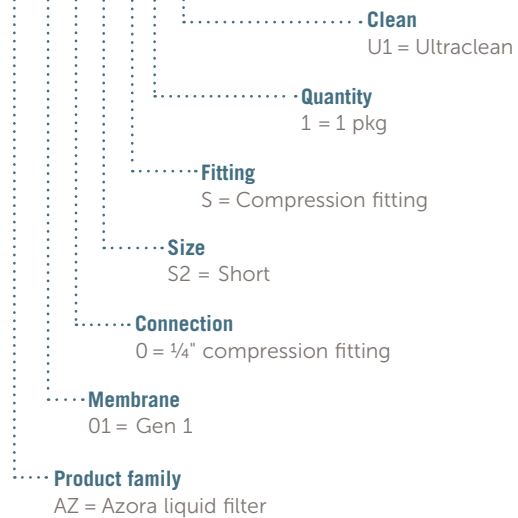 Clean
U1 = Ultraclean
Quantity
1 = 1 pkg
Fitting
S = Compression fitting
Size
S2 = Short
Connection
0 = ¼" compression fitting
Membrane
01 = Gen 1
Product family
AZ = Azora liquid filter